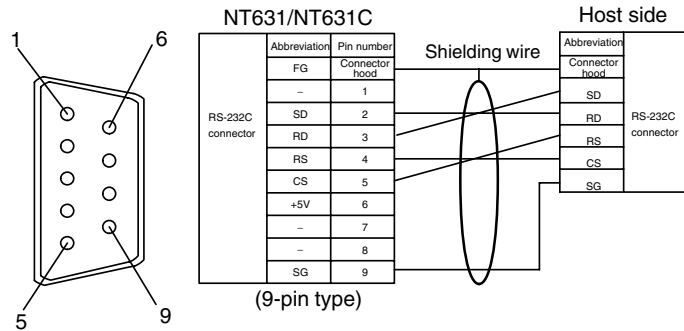 NT631/NT631C
Host side
1
6
5
9
Abbreviation Pin number
FG Connector hood
– 1
SD 2
RD 3
RS 4
CS 5
+5V 6
– 7
– 8
SG 9
RS-232C connector
(9-pin type)
Shielding wire
Abbreviation
Connector hood
SD
RD
RS
CS
SG
RS-232C connector